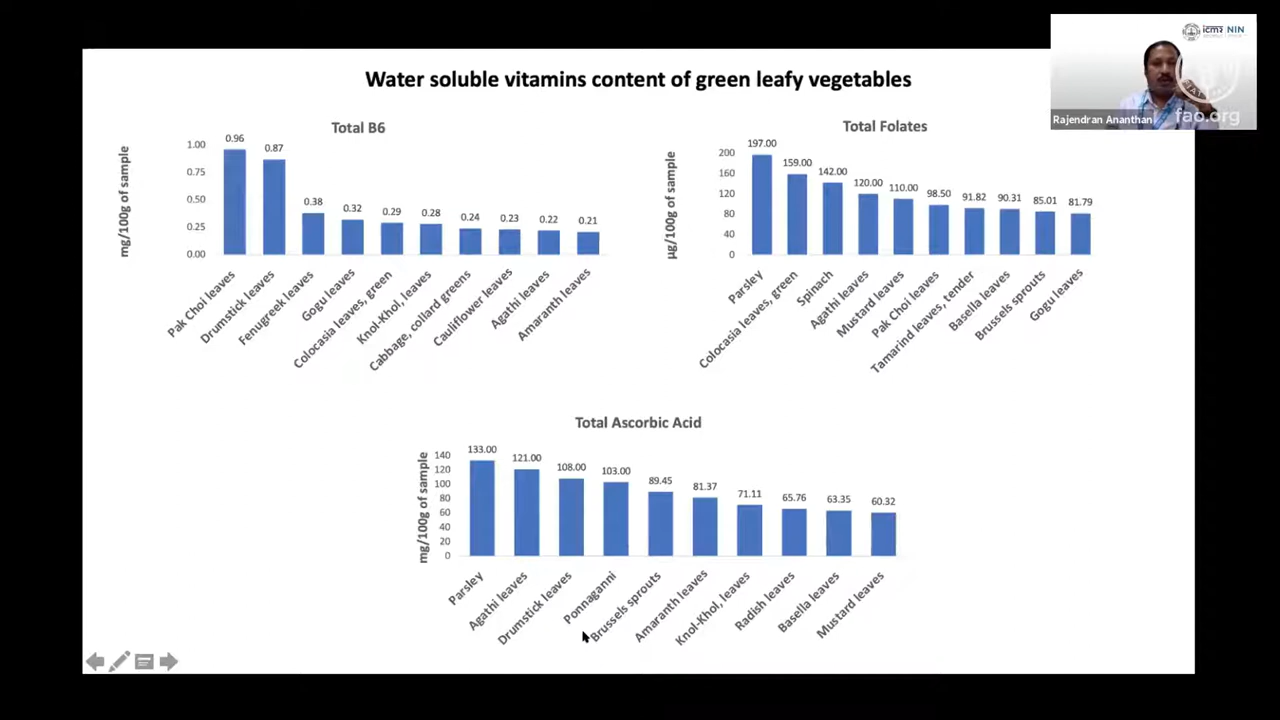 Water soluble vitamins content of green leafy vegetables
icmr NIN
Rajendran Ananthan
fao.org
Total B6
mg/100g of sample
1.00
0.75
0.50
0.25
0.00
0.96
0.87
0.38
0.32
0.29
0.28
0.24
0.23
0.22
0.21
Pak Choi leaves
Drumstick leaves
Fenugreek leaves
Gogu leaves
Colocasia leaves, green
Knol-Khol, leaves
Cabbage, collard greens
Cauliflower leaves
Agathi leaves
Amaranth leaves
Total Folates
µg/100g of sample
200
160
120
80
40
0
197.00
159.00
142.00
120.00
110.00
98.50
91.82
90.31
85.01
81.79
Parsley
Colocasia leaves, green
Spinach
Agathi leaves
Mustard leaves
Pak Choi leaves
Tamarind leaves, tender
Basella leaves
Brussels sprouts
Gogu leaves
Total Ascorbic Acid
mg/100g of sample
140
120
100
80
60
40
20
0
133.00
121.00
108.00
103.00
89.45
81.37
71.11
65.76
63.35
60.32
Parsley
Agathi leaves
Drumstick leaves
Ponnaganni
Brussels sprouts
Amaranth leaves
Knol-Khol, leaves
Radish leaves
Basella leaves
Mustard leaves